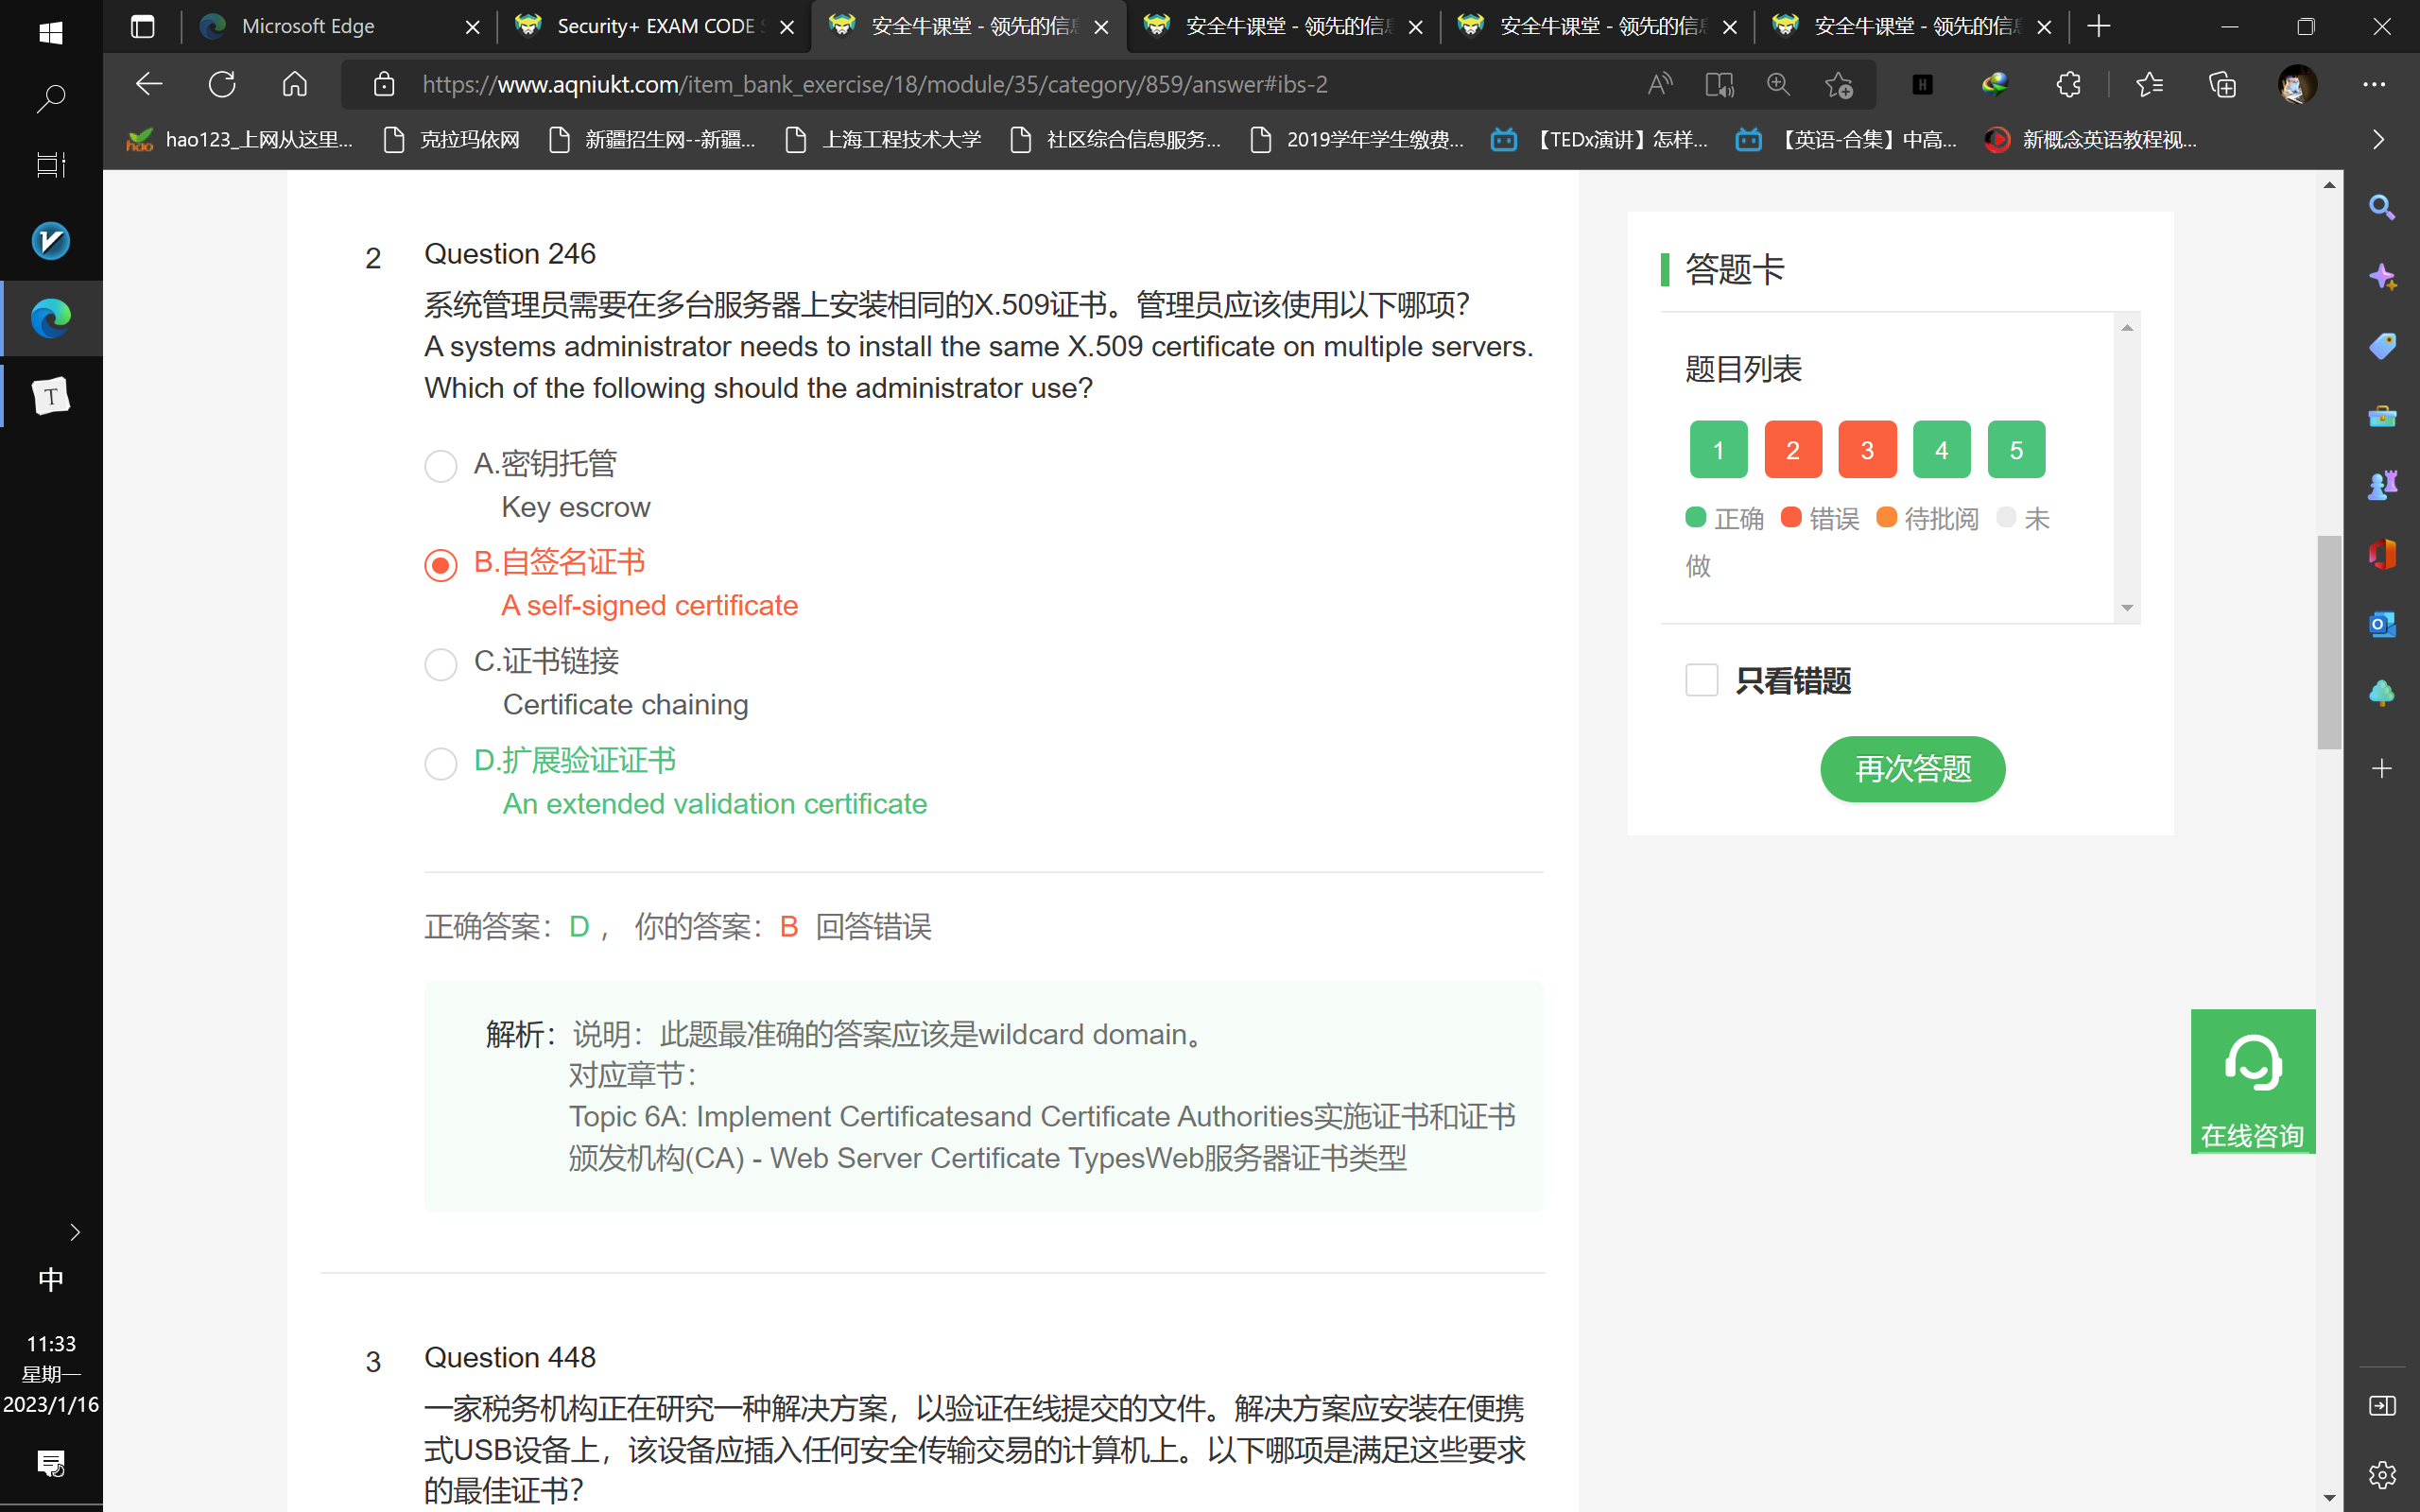 Microsoft Edge
Security+ EXAM CODE
安全牛课堂 - 领先的信息
安全牛课堂 - 领先的信
安全牛课堂 - 领先的信
安全牛课堂 - 领先的信息
https://www.aqniukt.com/item_bank_exercise/18/module/35/category/859/answer#ibs-2
hao123_上网从这里...
克拉玛依网
新疆招生网--新疆...
上海工程技术大学
社区综合信息服务...
2019学年学生缴费...
【TEDx演讲】怎样...
【英语-合集】中高...
新概念英语教程视...
2
Question 246
系统管理员需要在多台服务器上安装相同的X.509证书。管理员应该使用以下哪项？
A systems administrator needs to install the same X.509 certificate on multiple servers.
Which of the following should the administrator use?
A.密钥托管
Key escrow
B.自签名证书
A self-signed certificate
C.证书链接
Certificate chaining
D.扩展验证证书
An extended validation certificate
正确答案：D ， 你的答案：B 回答错误
解析：说明：此题最准确的答案应该是wildcard domain。
对应章节：
Topic 6A: Implement Certificatesand Certificate Authorities实施证书和证书
颁发机构(CA) - Web Server Certificate TypesWeb服务器证书类型
3
Question 448
一家税务机构正在研究一种解决方案，以验证在线提交的文件。解决方案应安装在便携
式USB设备上，该设备应插入任何安全传输交易的计算机上。以下哪项是满足这些要求
的最佳证书？
答题卡
题目列表
1 2 3 4 5
正确 错误 待批阅 未
做
只看错题
再次答题
在线咨询
中
11:33
星期一
2023/1/16